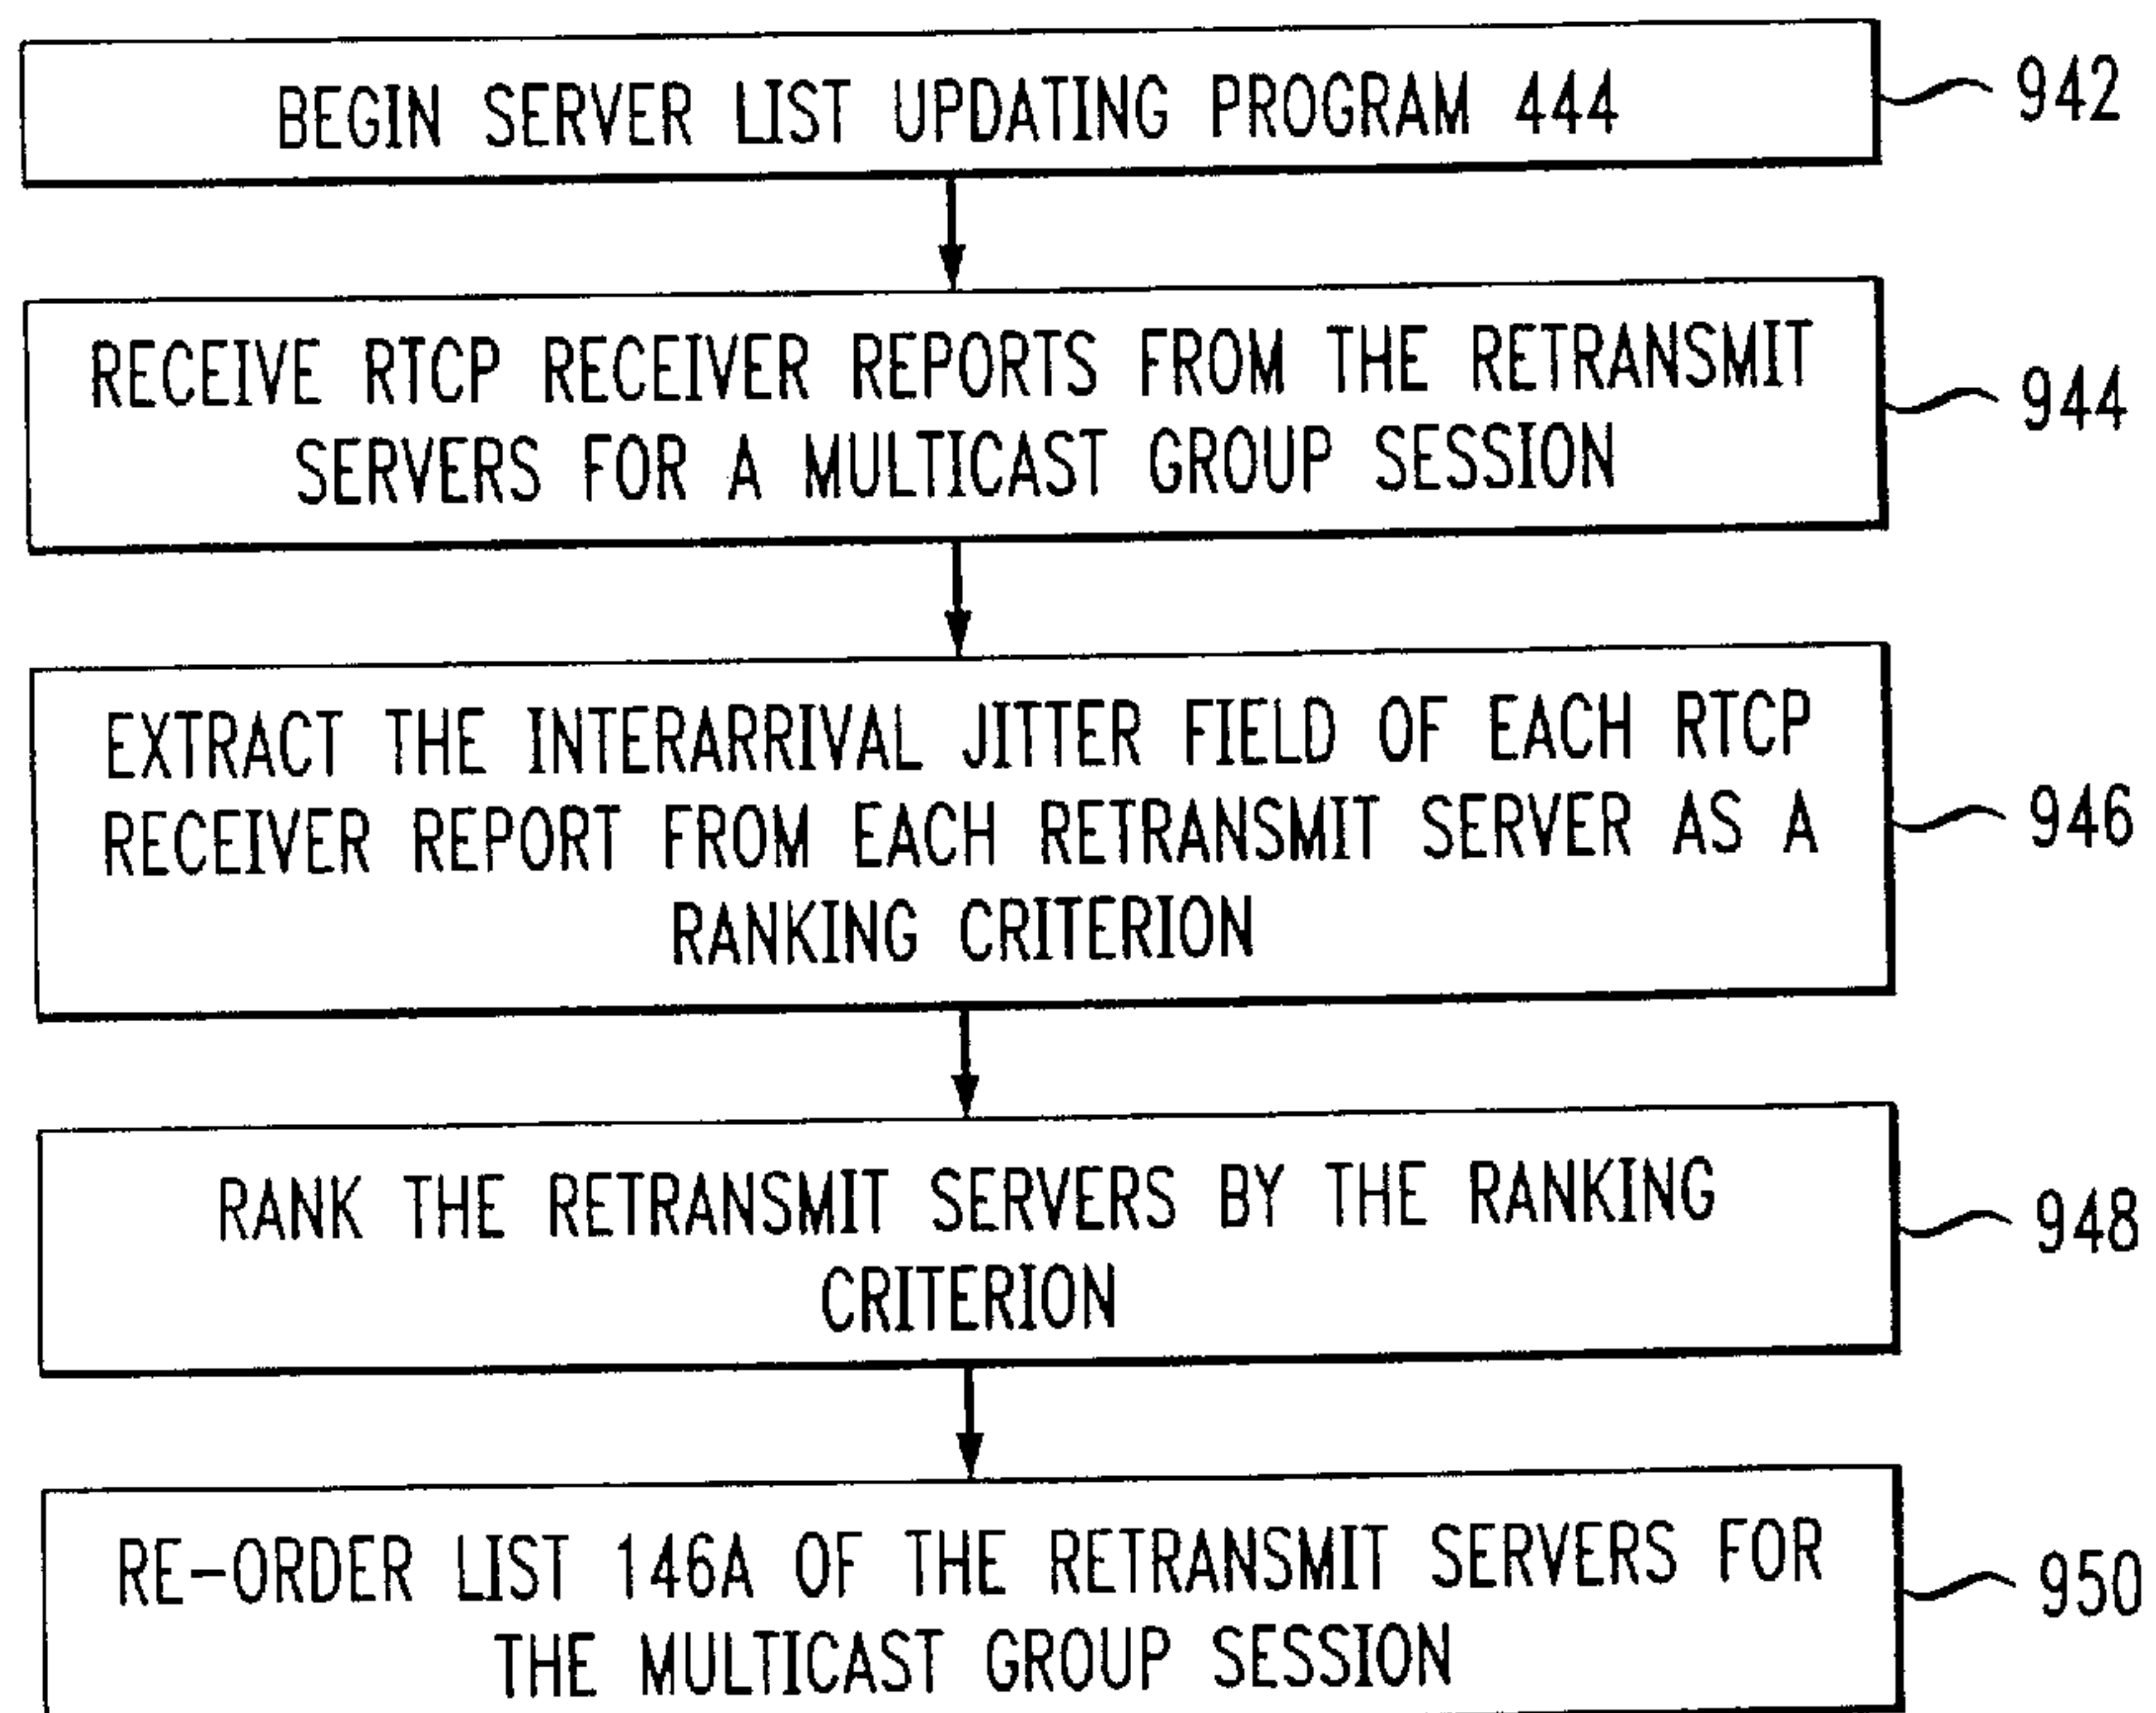 BEGIN SERVER LIST UPDATING PROGRAM 444
942
RECEIVE RTCP RECEIVER REPORTS FROM THE RETRANSMIT
SERVERS FOR A MULTICAST GROUP SESSION
944
EXTRACT THE INTERARRIVAL JITTER FIELD OF EACH RTCP
RECEIVER REPORT FROM EACH RETRANSMIT SERVER AS A
RANKING CRITERION
946
RANK THE RETRANSMIT SERVERS BY THE RANKING
CRITERION
948
RE-ORDER LIST 146A OF THE RETRANSMIT SERVERS FOR
THE MULTICAST GROUP SESSION
950